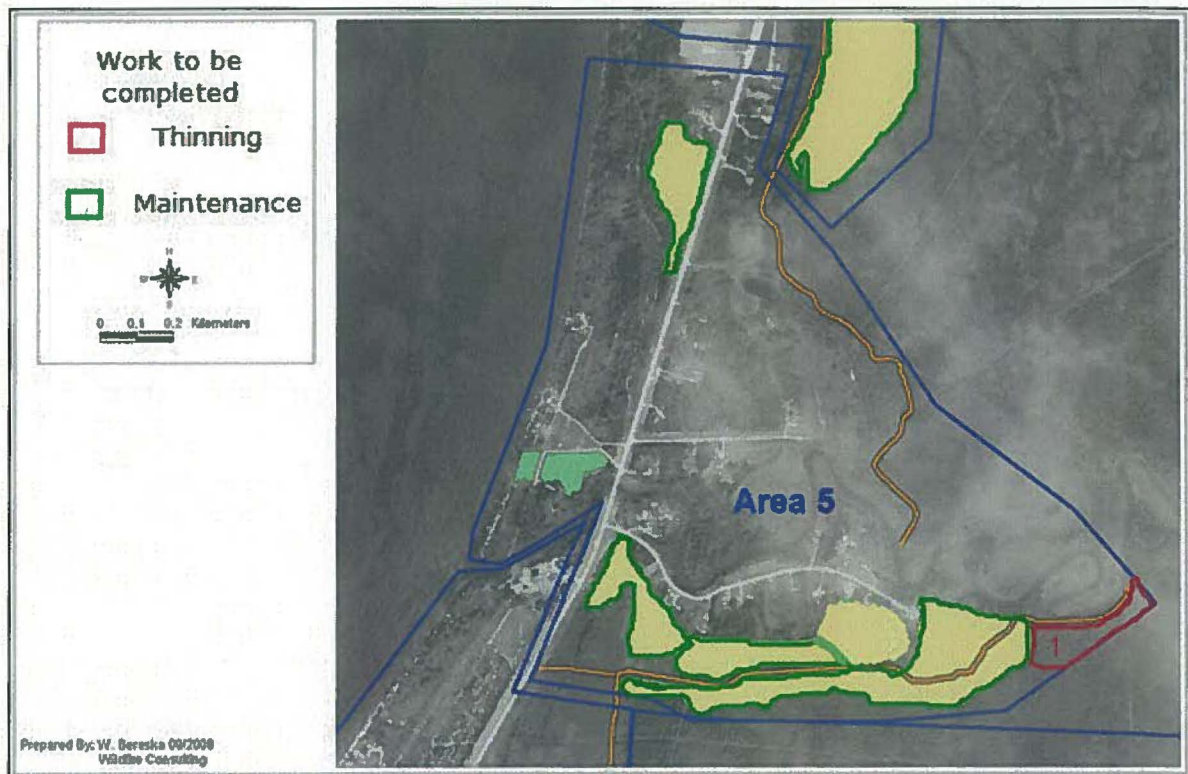 Work to be
completed
Thinning
Maintenance
N
W E
S
0 0.1 0.2 Kilometers
Area 5
1
Prepared By: W. Bereska 09/2008
Wildfire Consulting